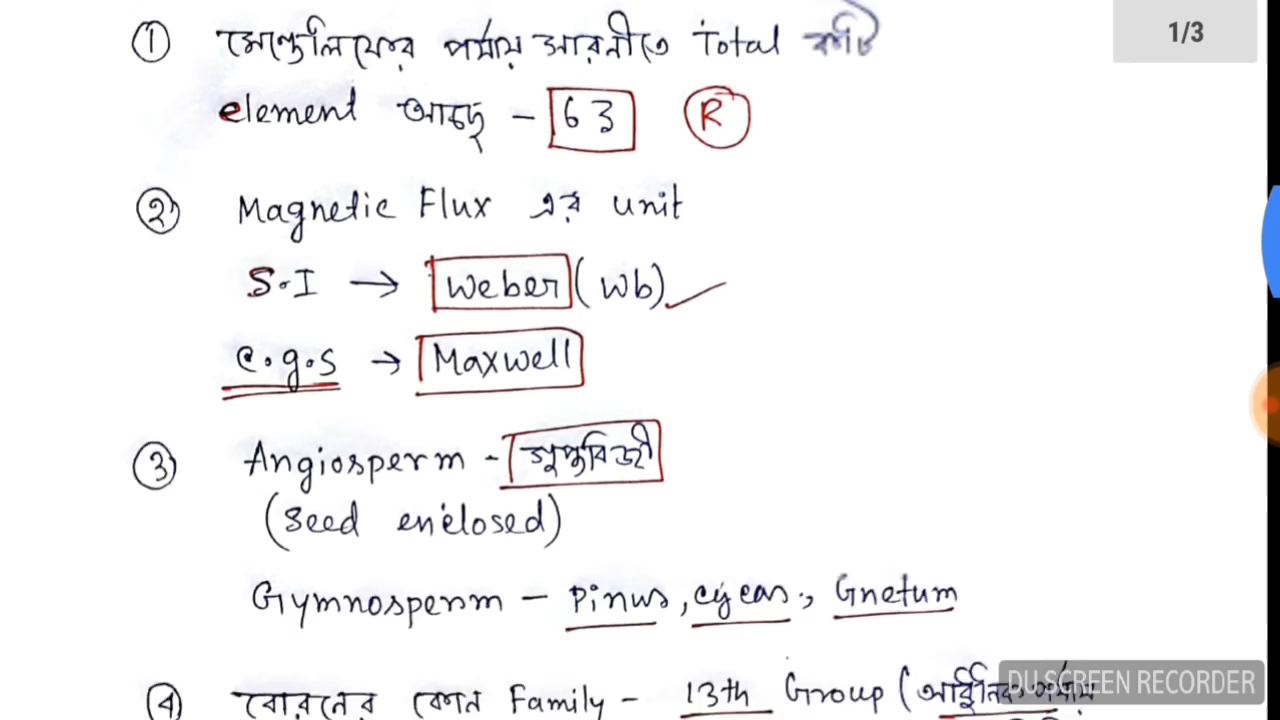 1/3
① মেন্ডেলিফের পর্যায় সারনীতে Total কটি
element আছে - 63 R
② Magnetic Flux এর unit
S.I → Weber (Wb)
C.g.s → Maxwell
③ Angiosperm - গুপ্তবিজী
(Seed enclosed)
Gymnosperm - Pinus, Cycas, Gnetum
④ বোরনের কোন Family - 13th Group (
DU SCREEN RECORDER